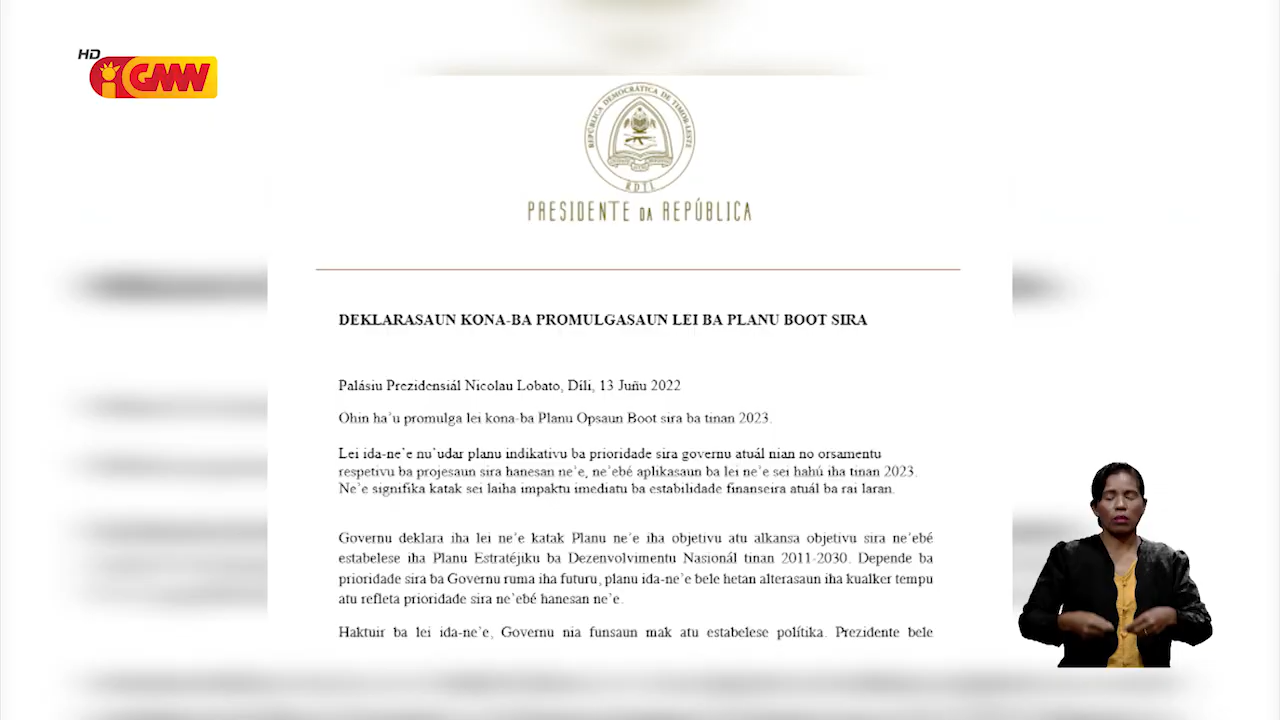 HD
GMN
REPÚBLICA DEMOCRÁTICA DE TIMOR-LESTE
RDTL
PRESIDENTE DA REPÚBLICA
DEKLARASAUN KONA-BA PROMULGASAUN LEI BA PLANU BOOT SIRA
Palásiu Prezidensiál Nicolau Lobato, Díli, 13 Juñu 2022
Ohin ha'u promulga lei kona-ba Planu Opsaun Boot sira ba tinan 2023.
Lei ida-ne'e nu'udar planu indikativu ba prioridade sira governu atuál nian no orsamentu
respetivu ba projesaun sira hanesan ne'e, ne'ebé aplikasaun ba lei ne'e sei hahú iha tinan 2023.
Ne'e signifika katak sei laiha impaktu imediatu ba estabilidade finanseira atuál ba rai laran.
Governu deklara iha lei ne'e katak Planu ne'e iha objetivu atu alkansa objetivu sira ne'ebé
estabelese iha Planu Estratéjiku ba Dezenvolvimentu Nasionál tinan 2011-2030. Depende ba
prioridade sira ba Governu ruma iha futuru, planu ida-ne'e bele hetan alterasaun iha kualker tempu
atu refleta prioridade sira ne'ebé hanesan ne'e.
Haktuir ba lei ida-ne'e, Governu nia funsaun mak atu estabelese polítika. Prezidente bele